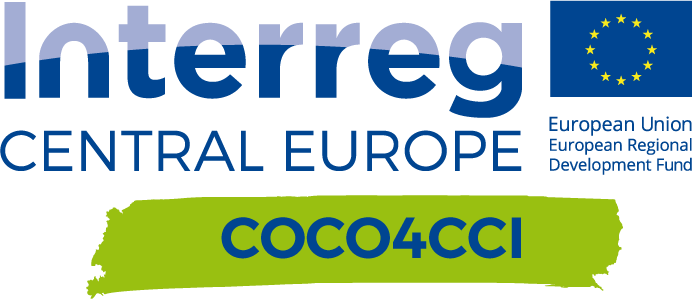 Interreg
CENTRAL EUROPE
European Union
European Regional
Development Fund
COCO4CCI